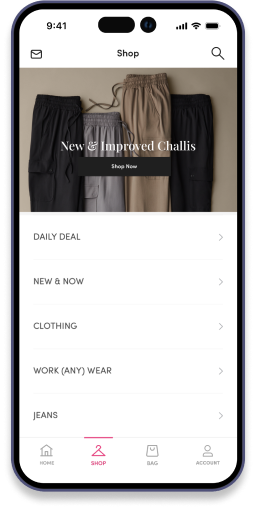 9:41
Shop
New & Improved Challis
Shop Now
DAILY DEAL
NEW & NOW
CLOTHING
WORK (ANY) WEAR
JEANS
HOME
SHOP
BAG
ACCOUNT